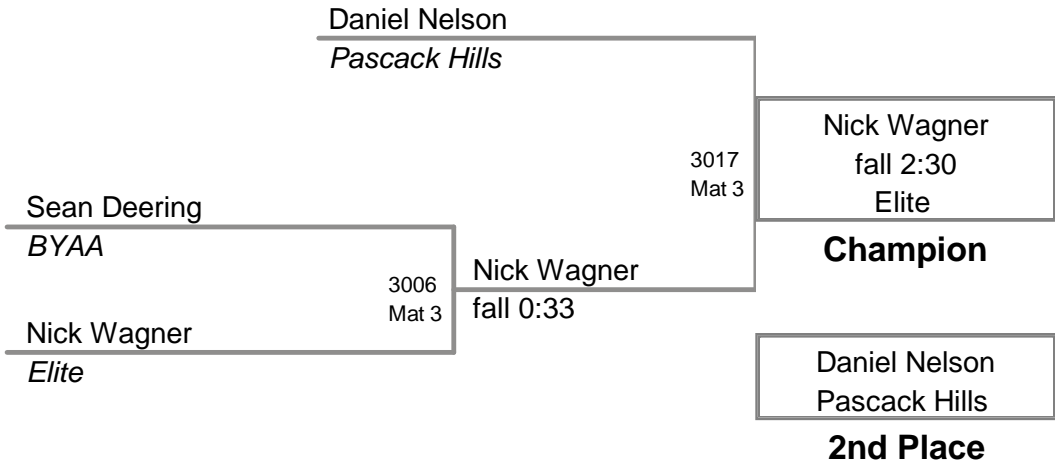 Daniel Nelson
Pascack Hills
Nick Wagner
fall 2:30
Elite
Champion
3017
Mat 3
Sean Deering
BYAA
3006
Mat 3
Nick Wagner
fall 0:33
Nick Wagner
Elite
Daniel Nelson
Pascack Hills
2nd Place